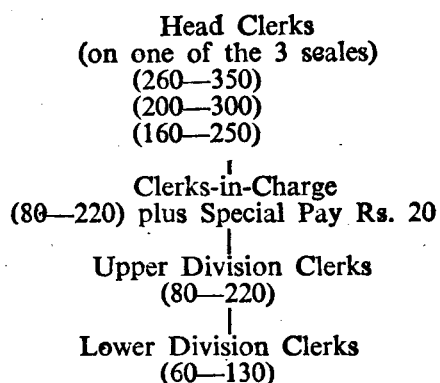 Head Clerks
(on one of the 3 seales)
(260—350)
(200—300)
(160—250)
Clerks-in-Charge
(80—220) plus Special Pay Rs. 20
Upper Division Clerks
(80—220)
Lower Division Clerks
(60—130)